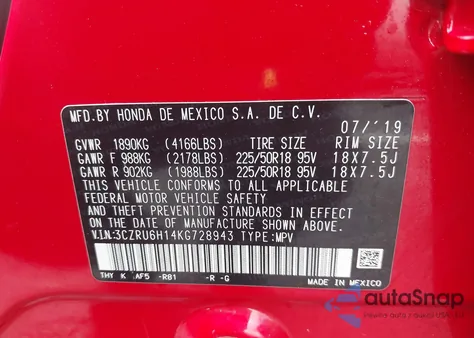 MFD.BY HONDA DE MEXICO S.A. DE C.V.
07/'19
GVWR 1890KG (4166LBS) TIRE SIZE RIM SIZE
GAWR F 988KG (2178LBS) 225/50R18 95V 18X7.5J
GAWR R 902KG (1988LBS) 225/50R18 95V 18X7.5J
THIS VEHICLE CONFORMS TO ALL APPLICABLE
FEDERAL MOTOR VEHICLE SAFETY
AND THEFT PREVENTION STANDARDS IN EFFECT
ON THE DATE OF MANUFACTURE SHOWN ABOVE.
V.I.N:3CZRU6H14KG728943 TYPE:MPV
THY K AF5 -RB1 -R -G
MADE IN MEXICO
autoSnap